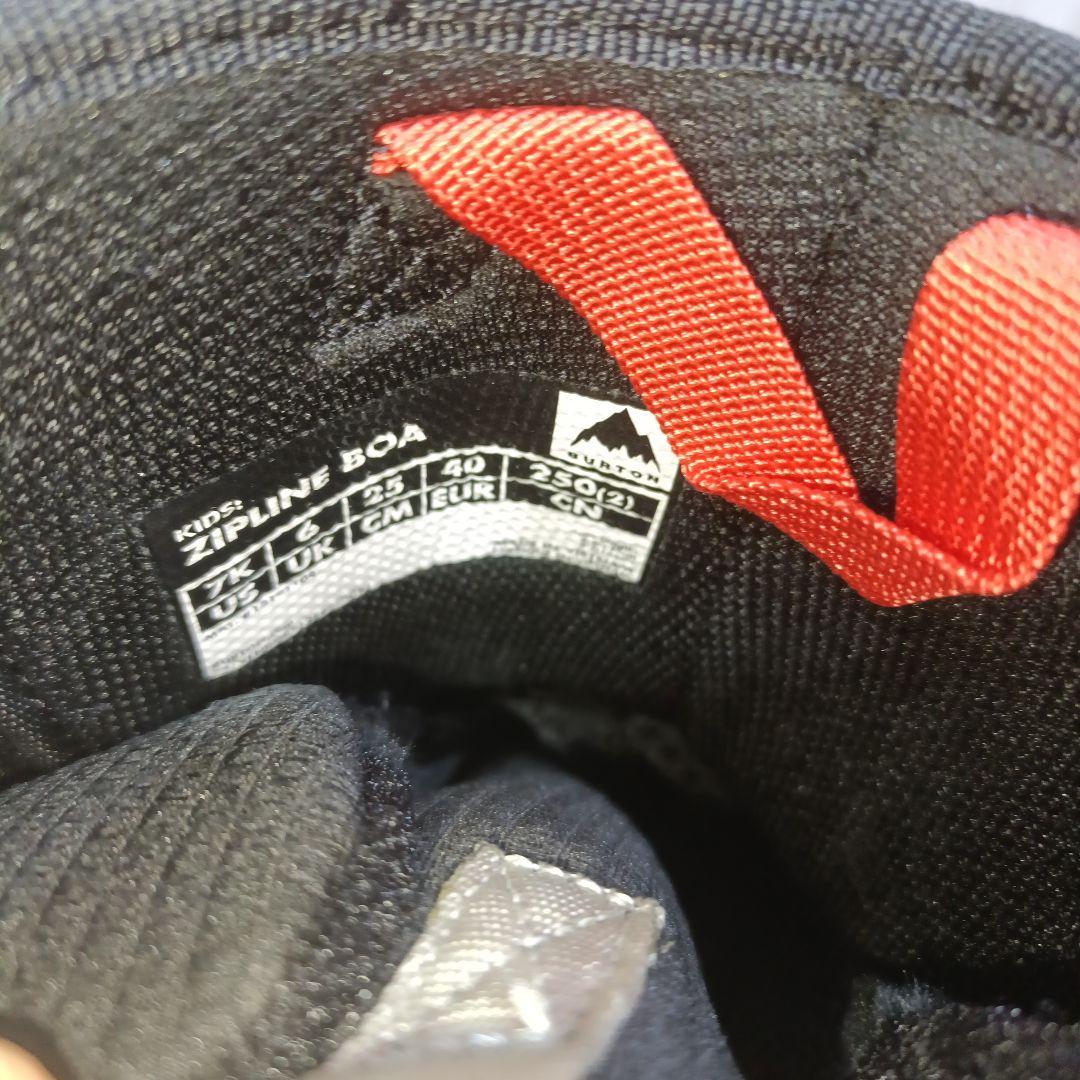 KIDS:
ZIPLINE BOA
BURTON
7K 6 25 40 250(2)
US UK CM EUR CN